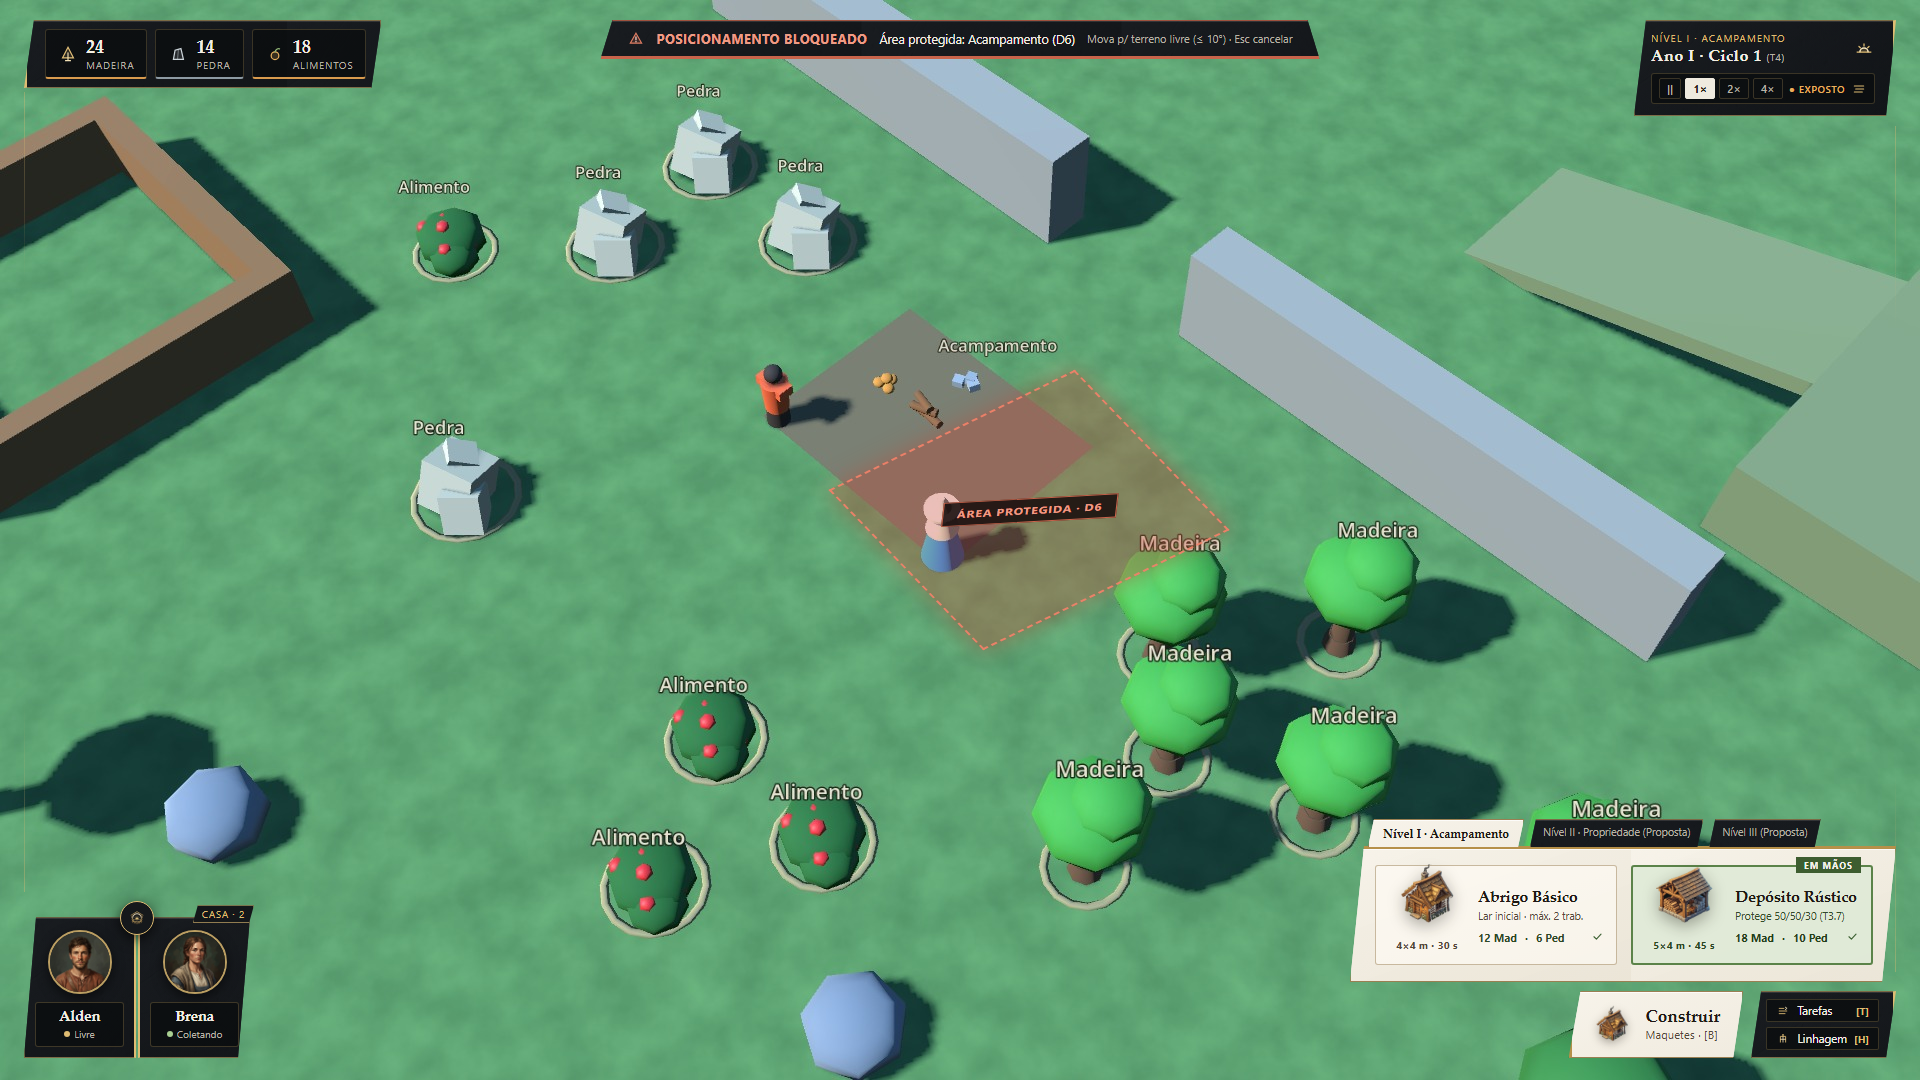 24
MADEIRA
14
PEDRA
18
ALIMENTOS
POSICIONAMENTO BLOQUEADO Área protegida: Acampamento (D6) Mova p/ terreno livre (≤ 10°) · Esc cancelar
NÍVEL I · ACAMPAMENTO
Ano I · Ciclo 1 (T4)
1× 2× 4× EXPOSTO
Pedra
Pedra
Pedra
Alimento
Acampamento
Pedra
ÁREA PROTEGIDA · D6
Madeira
Madeira
Madeira
Alimento
Madeira
Madeira
Alimento
Madeira
Alimento
Nível I · Acampamento
Nível II · Propriedade (Proposta)
Nível III (Proposta)
Abrigo Básico
Lar inicial · máx. 2 trab.
12 Mad · 6 Ped
4×4 m · 30 s
EM MÃOS
Depósito Rústico
Protege 50/50/30 (T3.7)
18 Mad · 10 Ped
5×4 m · 45 s
CASA · 2
Alden
Livre
Brena
Coletando
Construir
Maquetes · [B]
Tarefas [T]
Linhagem [H]